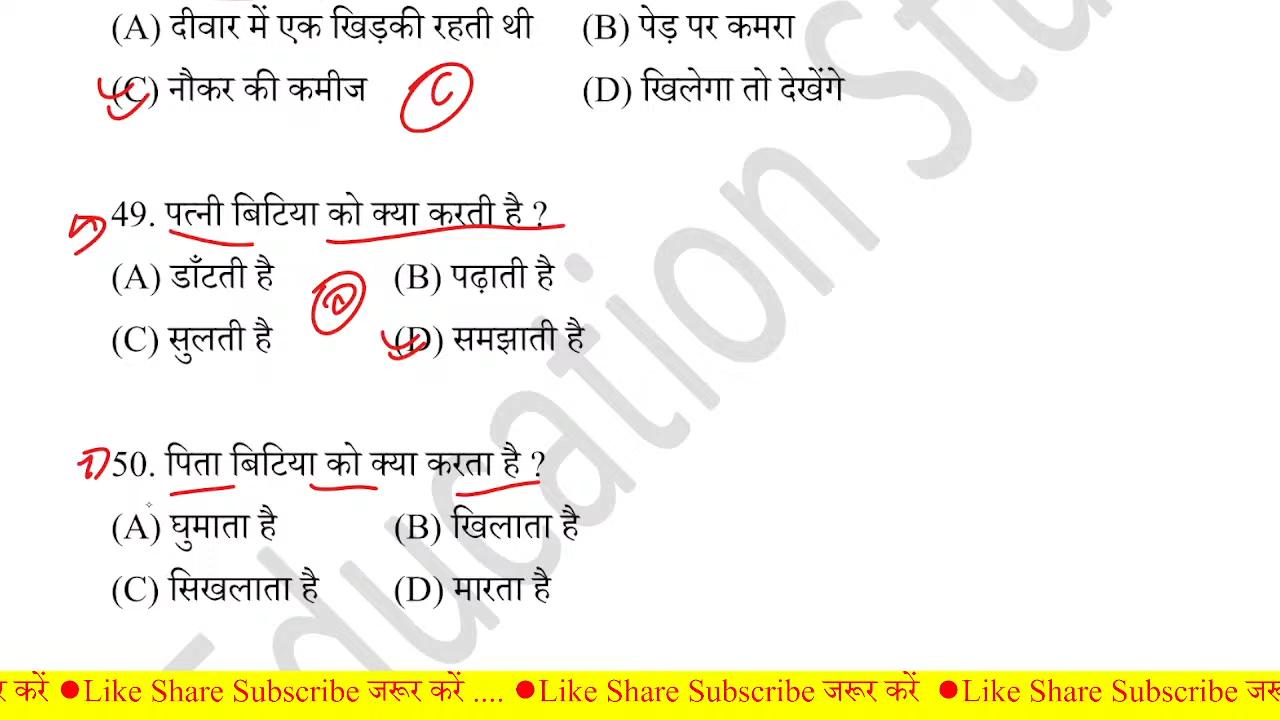 (A) दीवार में एक खिड़की रहती थी (B) पेड़ पर कमरा
(C) नौकर की कमीज C (D) खिलेगा तो देखेंगे
49. पत्नी बिटिया को क्या करती है ?
(A) डाँटती है (B) पढ़ाती है
(C) सुलती है (D) समझाती है
50. पिता बिटिया को क्या करता है ?
(A) घुमाता है (B) खिलाता है
(C) सिखलाता है (D) मारता है
Education
र करें ●Like Share Subscribe जरूर करें .... ●Like Share Subscribe जरूर करें ●Like Share Subscribe